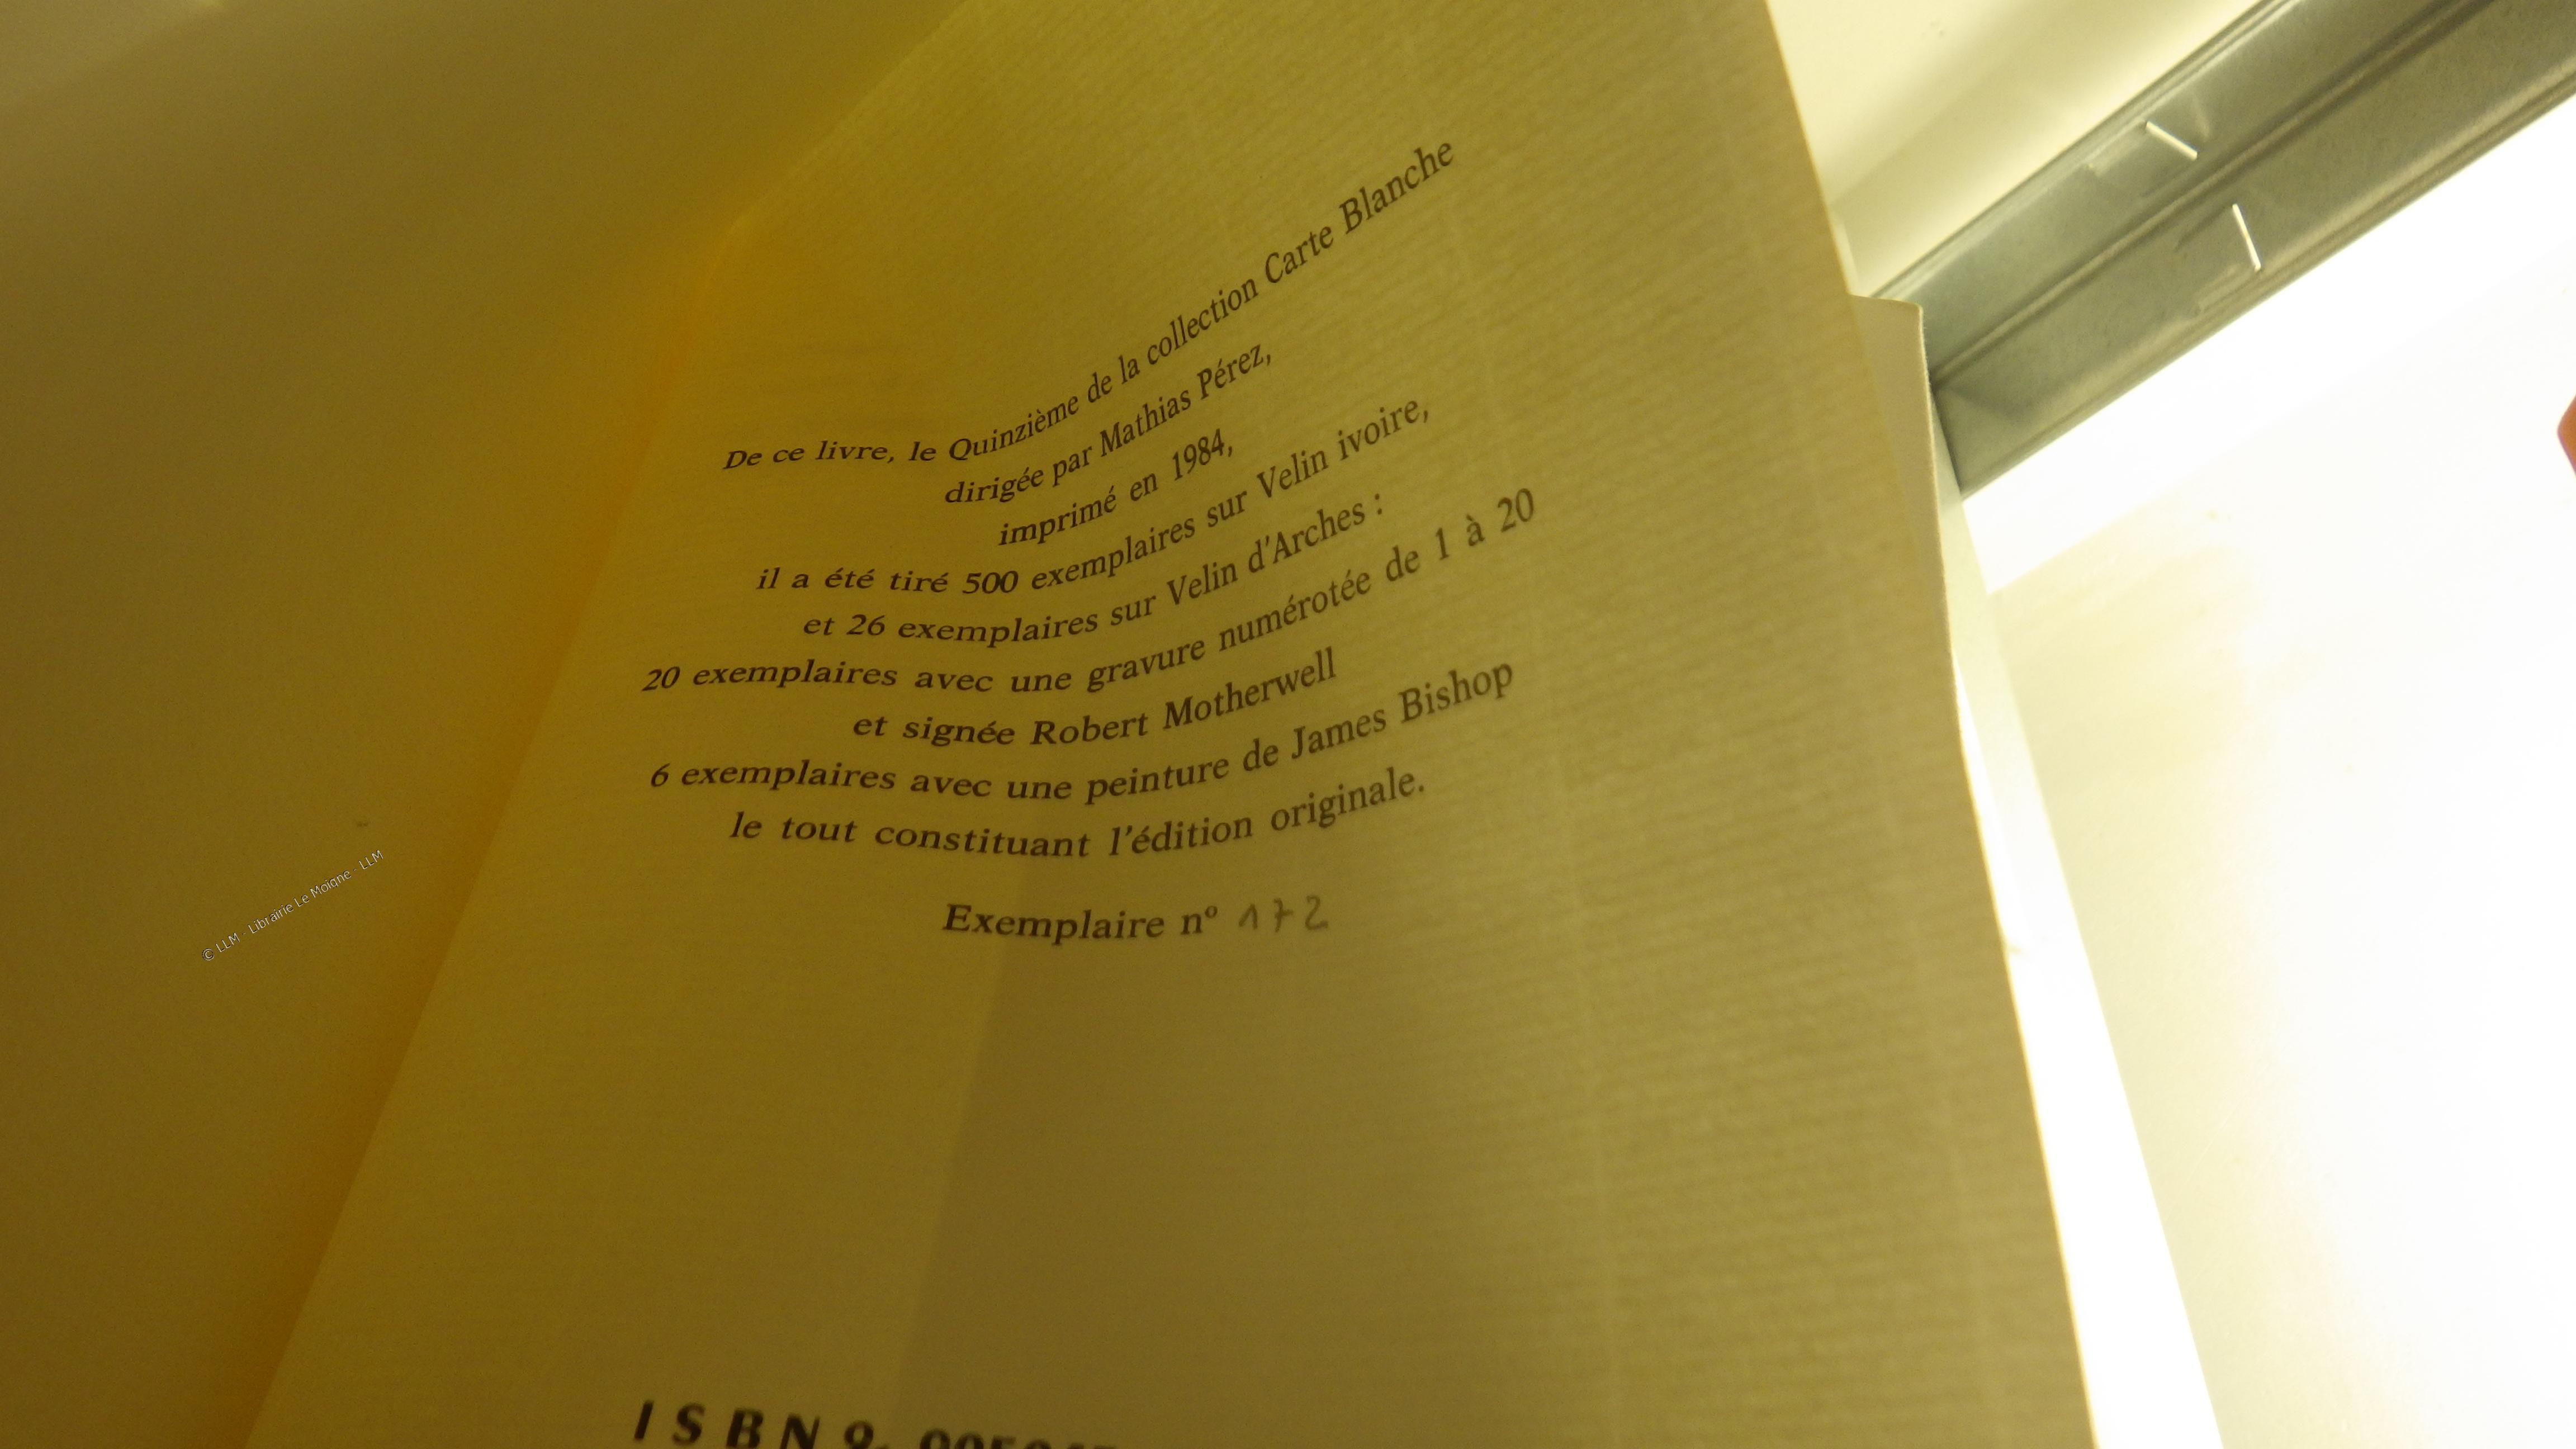 De ce livre, le Quinzième de la collection Carte Blanche
dirigée par Mathias Pérez,
imprimé en 1984,
il a été tiré 500 exemplaires sur Velin ivoire,
et 26 exemplaires sur Velin d'Arches :
20 exemplaires avec une gravure numérotée de 1 à 20
et signée Robert Motherwell
6 exemplaires avec une peinture de James Bishop
le tout constituant l'édition originale.
Exemplaire nº 172
ISBN
© LLM - Librairie Le Moigne - LLM